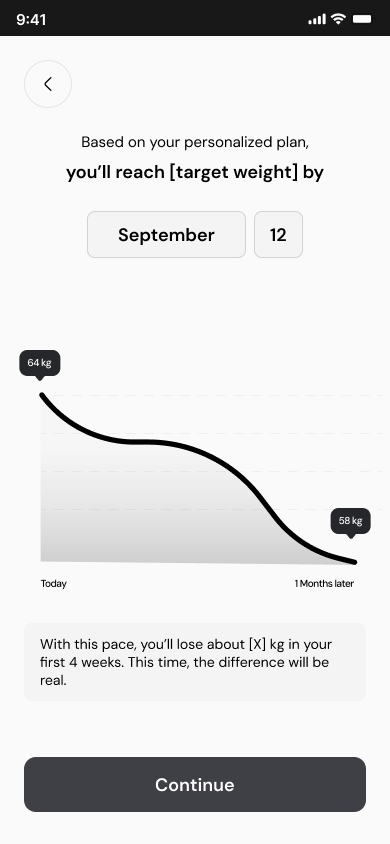 9:41
Based on your personalized plan,
you’ll reach [target weight] by
September 12
64 kg
58 kg
Today 1 Months later
With this pace, you’ll lose about [X] kg in your
first 4 weeks. This time, the difference will be
real.
Continue